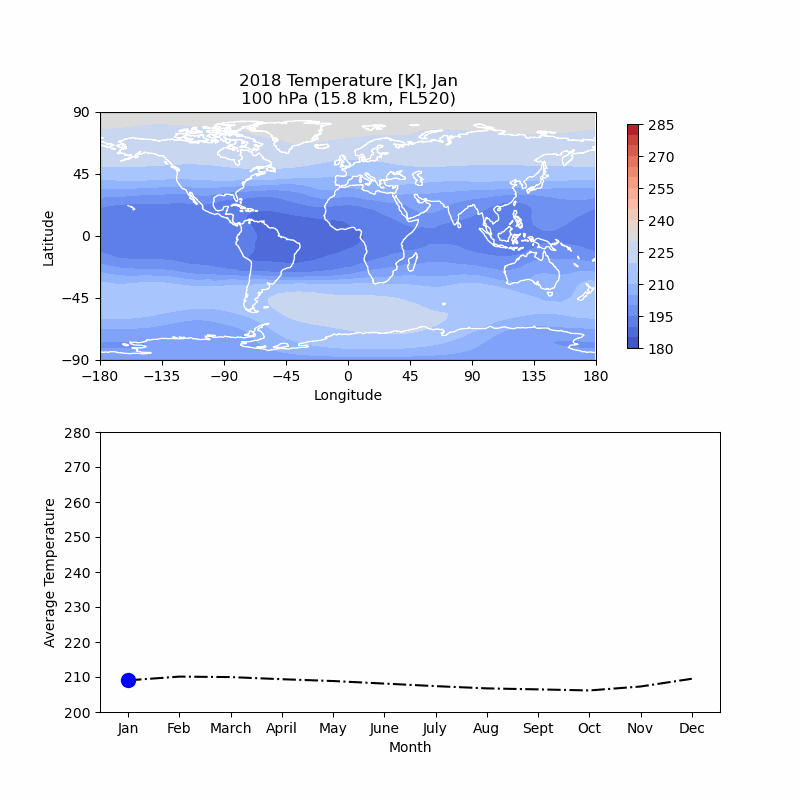 2018 Temperature [K], Jan
100 hPa (15.8 km, FL520)
90
45
0
−45
−90
Latitude
−180
−135
−90
−45
0
45
90
135
180
Longitude
285
270
255
240
225
210
195
180
280
270
260
250
240
230
220
210
200
Average Temperature
Jan
Feb
March
April
May
June
July
Aug
Sept
Oct
Nov
Dec
Month